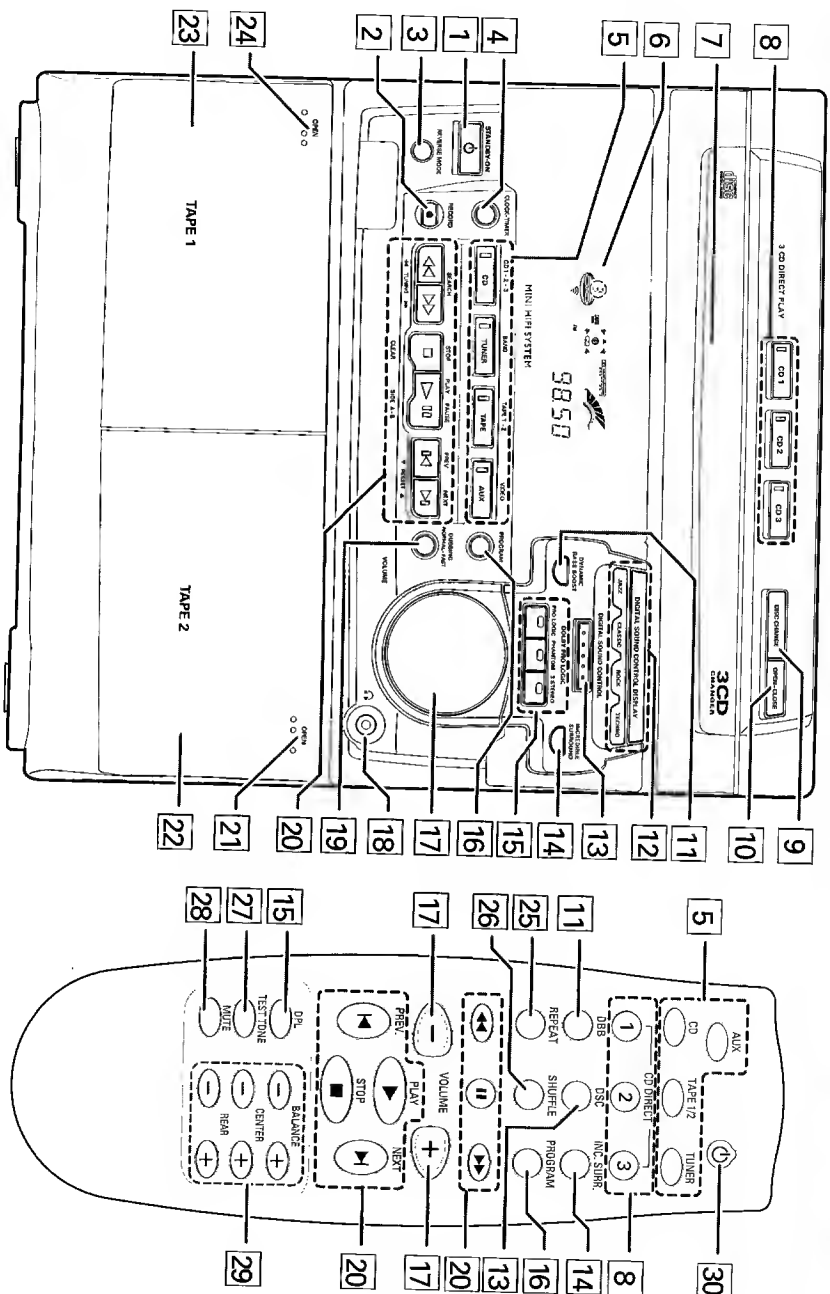 8
7
6
5
4
1
3
2
24
23
3 CD DIRECT PLAY
CD 1
CD 2
CD 3
DISC CHANGE
OPEN•CLOSE
disc
3CD
CHANGER
9
10
MINI HIFI SYSTEM
9850
DIGITAL SOUND CONTROL DISPLAY
JAZZ
CLASSIC
ROCK
TECHNO
DIGITAL SOUND CONTROL
DYNAMIC
BASS BOOST
INCREDIBLE
SURROUND
DOLBY PRO LOGIC
PRO LOGIC PHANTOM 3 STEREO
11
12
13
14
15
16
17
18
19
20
21
22
STANDBY-ON
REVERSE MODE
CLOCK•TIMER
RECORD
CD 1•2•3
CD
BAND
TUNER
TAPE 1•2
TAPE
VIDEO
AUX
PROGRAM
SEARCH
STOP
PLAY
PAUSE
PREV
NEXT
TUNING
CLEAR
SIDE A•B
RESET
DUBBING
NORMAL•FAST
VOLUME
OPEN
TAPE 1
OPEN
TAPE 2
5
30
AUX
CD
TAPE 1/2
TUNER
CD DIRECT
1
2
3
8
11
DBB
DSC
INC. SURR.
14
13
25
REPEAT
SHUFFLE
PROGRAM
16
26
20
17
VOLUME
17
PLAY
PREV.
NEXT
STOP
20
15
DPL
BALANCE
27
TEST TONE
CENTER
28
MUTE
REAR
29